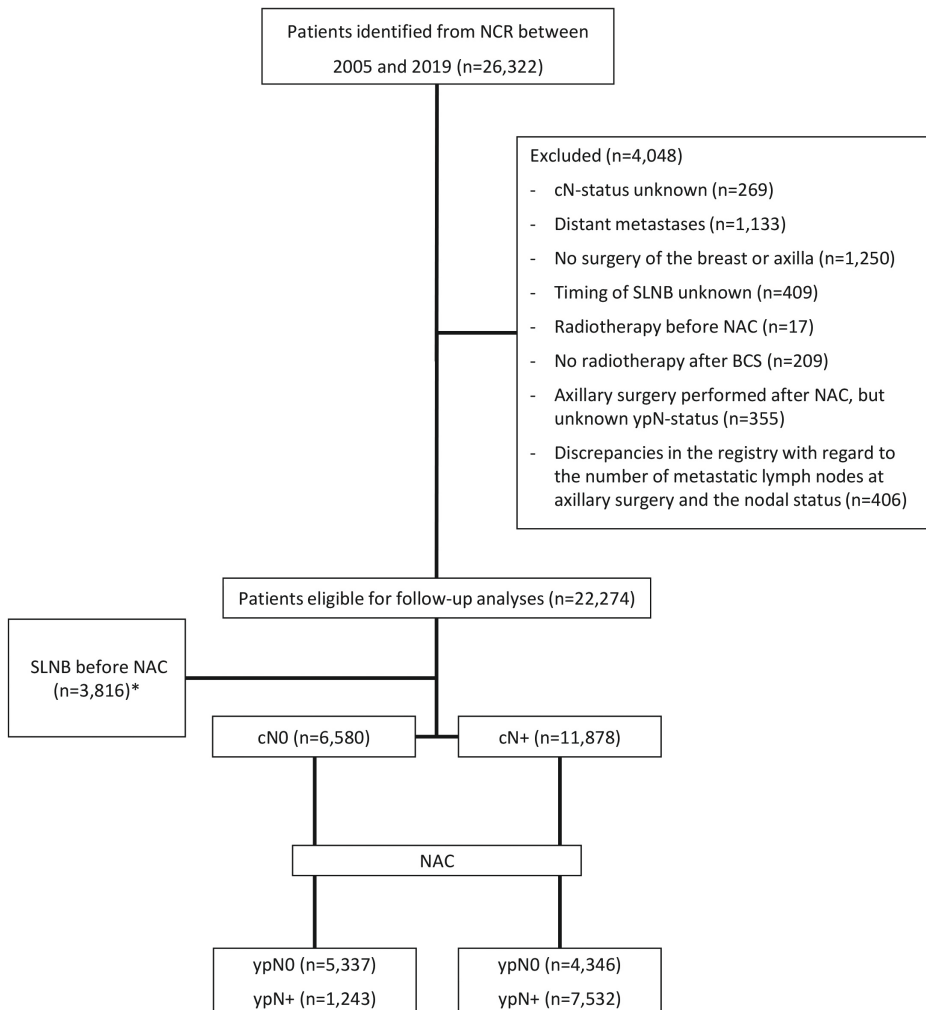 Patients identified from NCR between
2005 and 2019 (n=26,322)
Excluded (n=4,048)
- cN-status unknown (n=269)
- Distant metastases (n=1,133)
- No surgery of the breast or axilla (n=1,250)
- Timing of SLNB unknown (n=409)
- Radiotherapy before NAC (n=17)
- No radiotherapy after BCS (n=209)
- Axillary surgery performed after NAC, but
unknown ypN-status (n=355)
- Discrepancies in the registry with regard to
the number of metastatic lymph nodes at
axillary surgery and the nodal status (n=406)
Patients eligible for follow-up analyses (n=22,274)
SLNB before NAC
(n=3,816)*
cN0 (n=6,580)
cN+ (n=11,878)
NAC
ypN0 (n=5,337)
ypN+ (n=1,243)
ypN0 (n=4,346)
ypN+ (n=7,532)